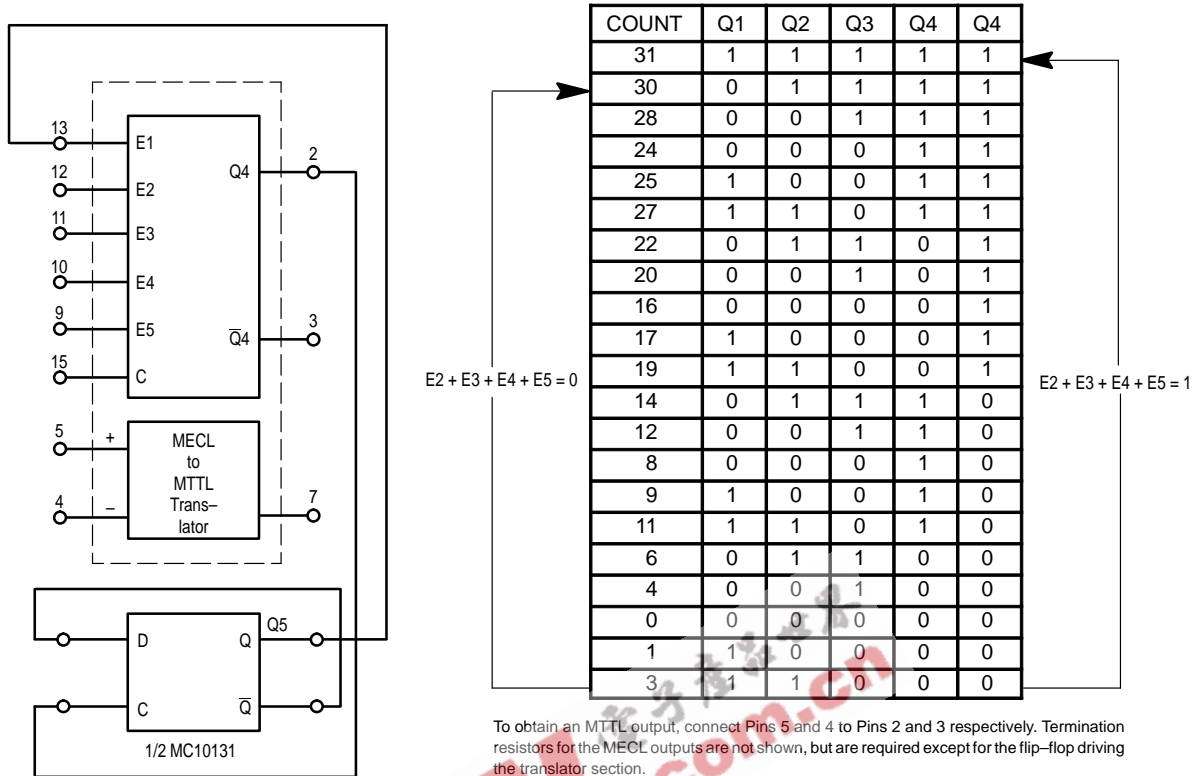 13
E1
12
E2
11
E3
10
E4
9
E5
15
C
Q4
2
Q̅4
3
5
+
4
–
MECL
to
MTTL
Trans–
lator
7
D
Q
Q5
C
Q̅
1/2 MC10131
COUNT Q1 Q2 Q3 Q4 Q4
31 1 1 1 1 1
30 0 1 1 1 1
28 0 0 1 1 1
24 0 0 0 1 1
25 1 0 0 1 1
27 1 1 0 1 1
22 0 1 1 0 1
20 0 0 1 0 1
16 0 0 0 0 1
17 1 0 0 0 1
19 1 1 0 0 1
14 0 1 1 1 0
12 0 0 1 1 0
8 0 0 0 1 0
9 1 0 0 1 0
11 1 1 0 1 0
6 0 1 1 0 0
4 0 0 1 0 0
0 0 0 0 0 0
1 1 0 0 0 0
3 1 1 0 0 0
E2 + E3 + E4 + E5 = 0
E2 + E3 + E4 + E5 = 1
To obtain an MTTL output, connect Pins 5 and 4 to Pins 2 and 3 respectively. Termination
resistors for the MECL outputs are not shown, but are required except for the flip–flop driving
the translator section.
电子产品世界
.com.cn